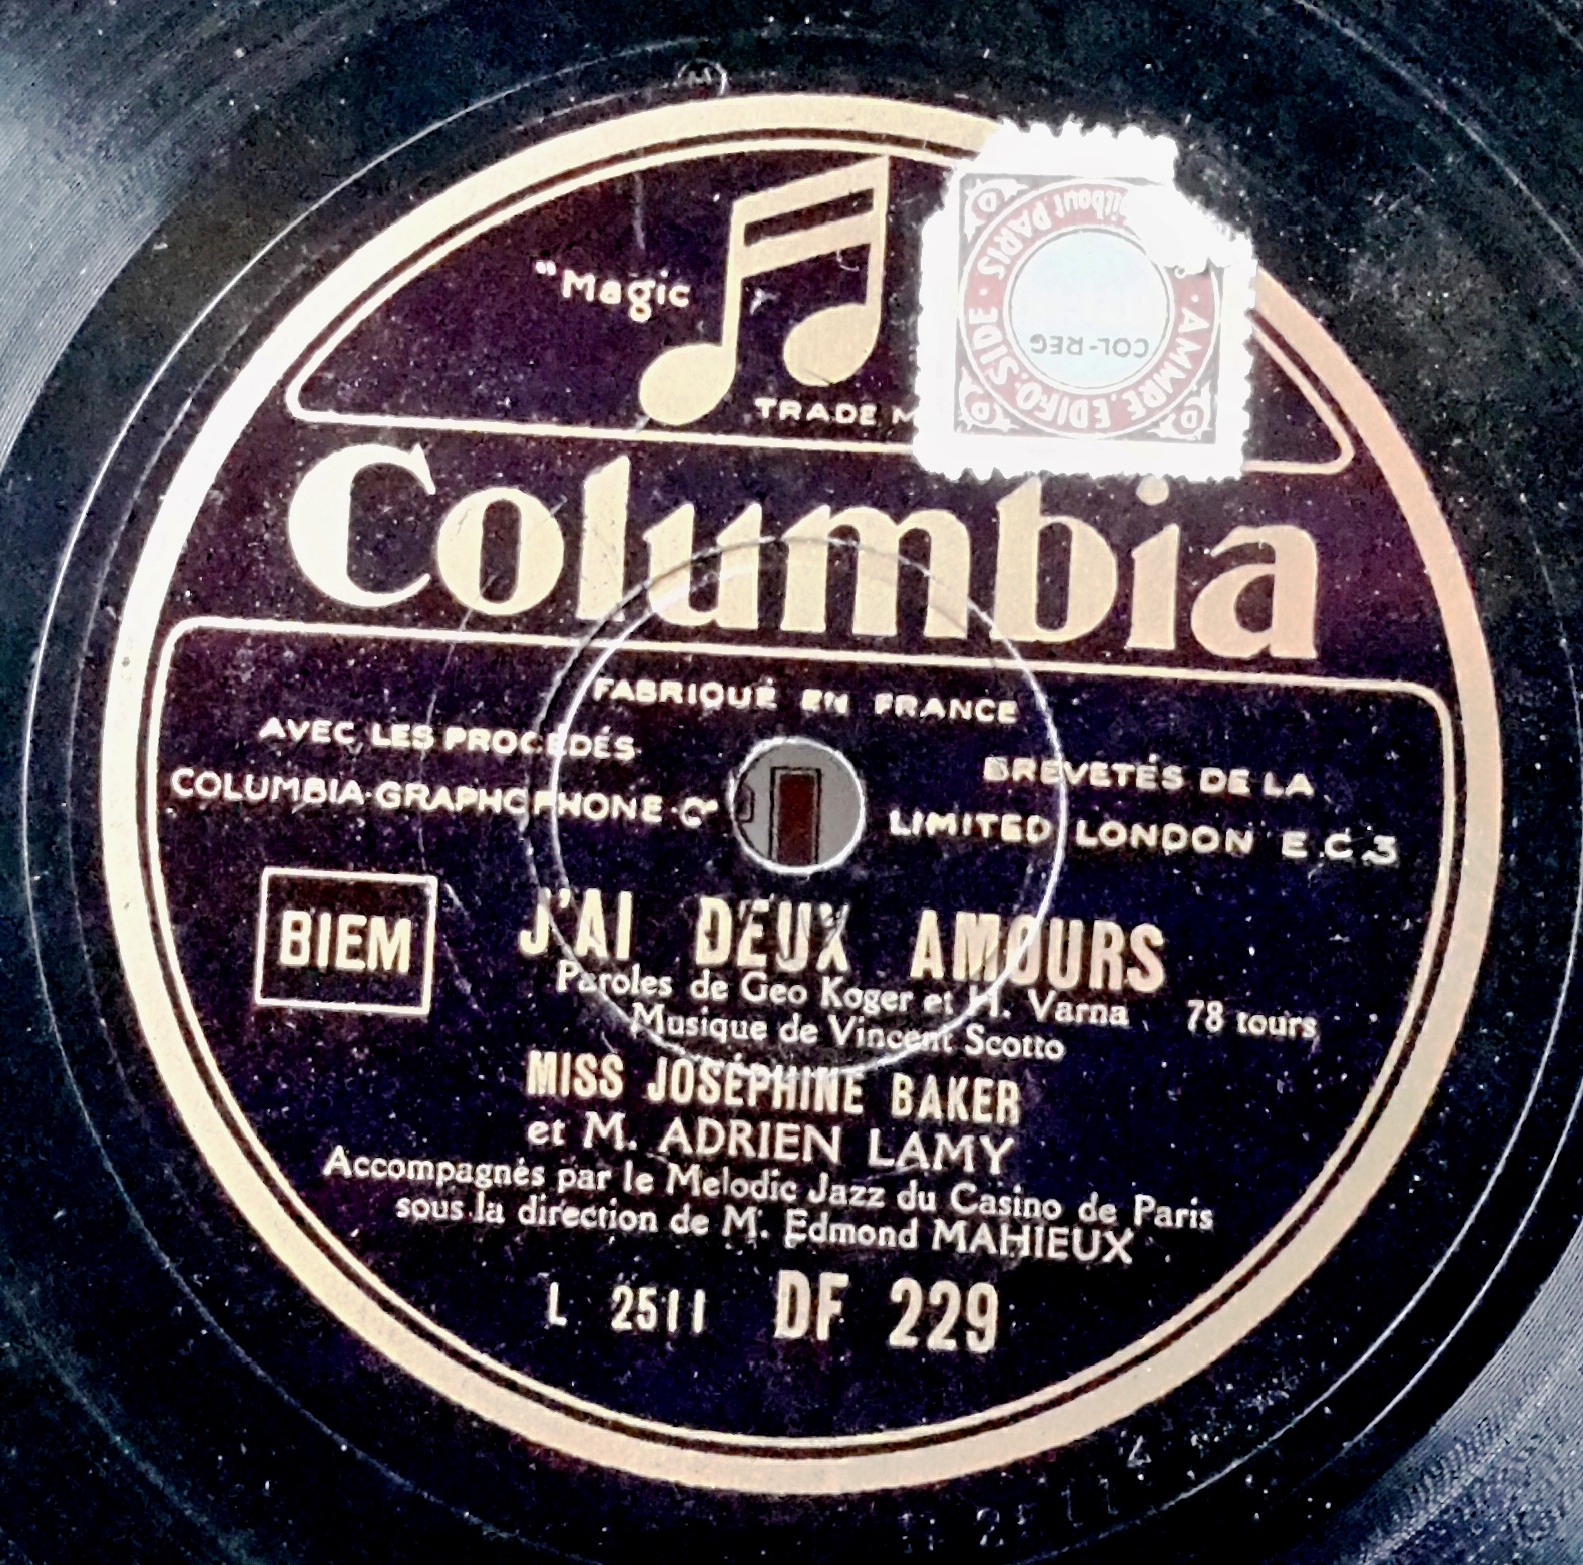 "Magic
TRADE M
COL-REG
AMMRE. EDIFO. SIDE. PARIS
Columbia
FABRIQUÉ EN FRANCE
AVEC LES PROCÉDÉS BREVETÉS DE LA
COLUMBIA-GRAPHOPHONE Co LIMITED LONDON E.C.3
BIEM
J'AI DEUX AMOURS
Paroles de Geo Koger et H. Varna 78 tours
Musique de Vincent Scotto
MISS JOSÉPHINE BAKER
et M. ADRIEN LAMY
Accompagnés par le Melodic Jazz du Casino de Paris
sous la direction de M. Edmond MAHIEUX
L 2511 DF 229